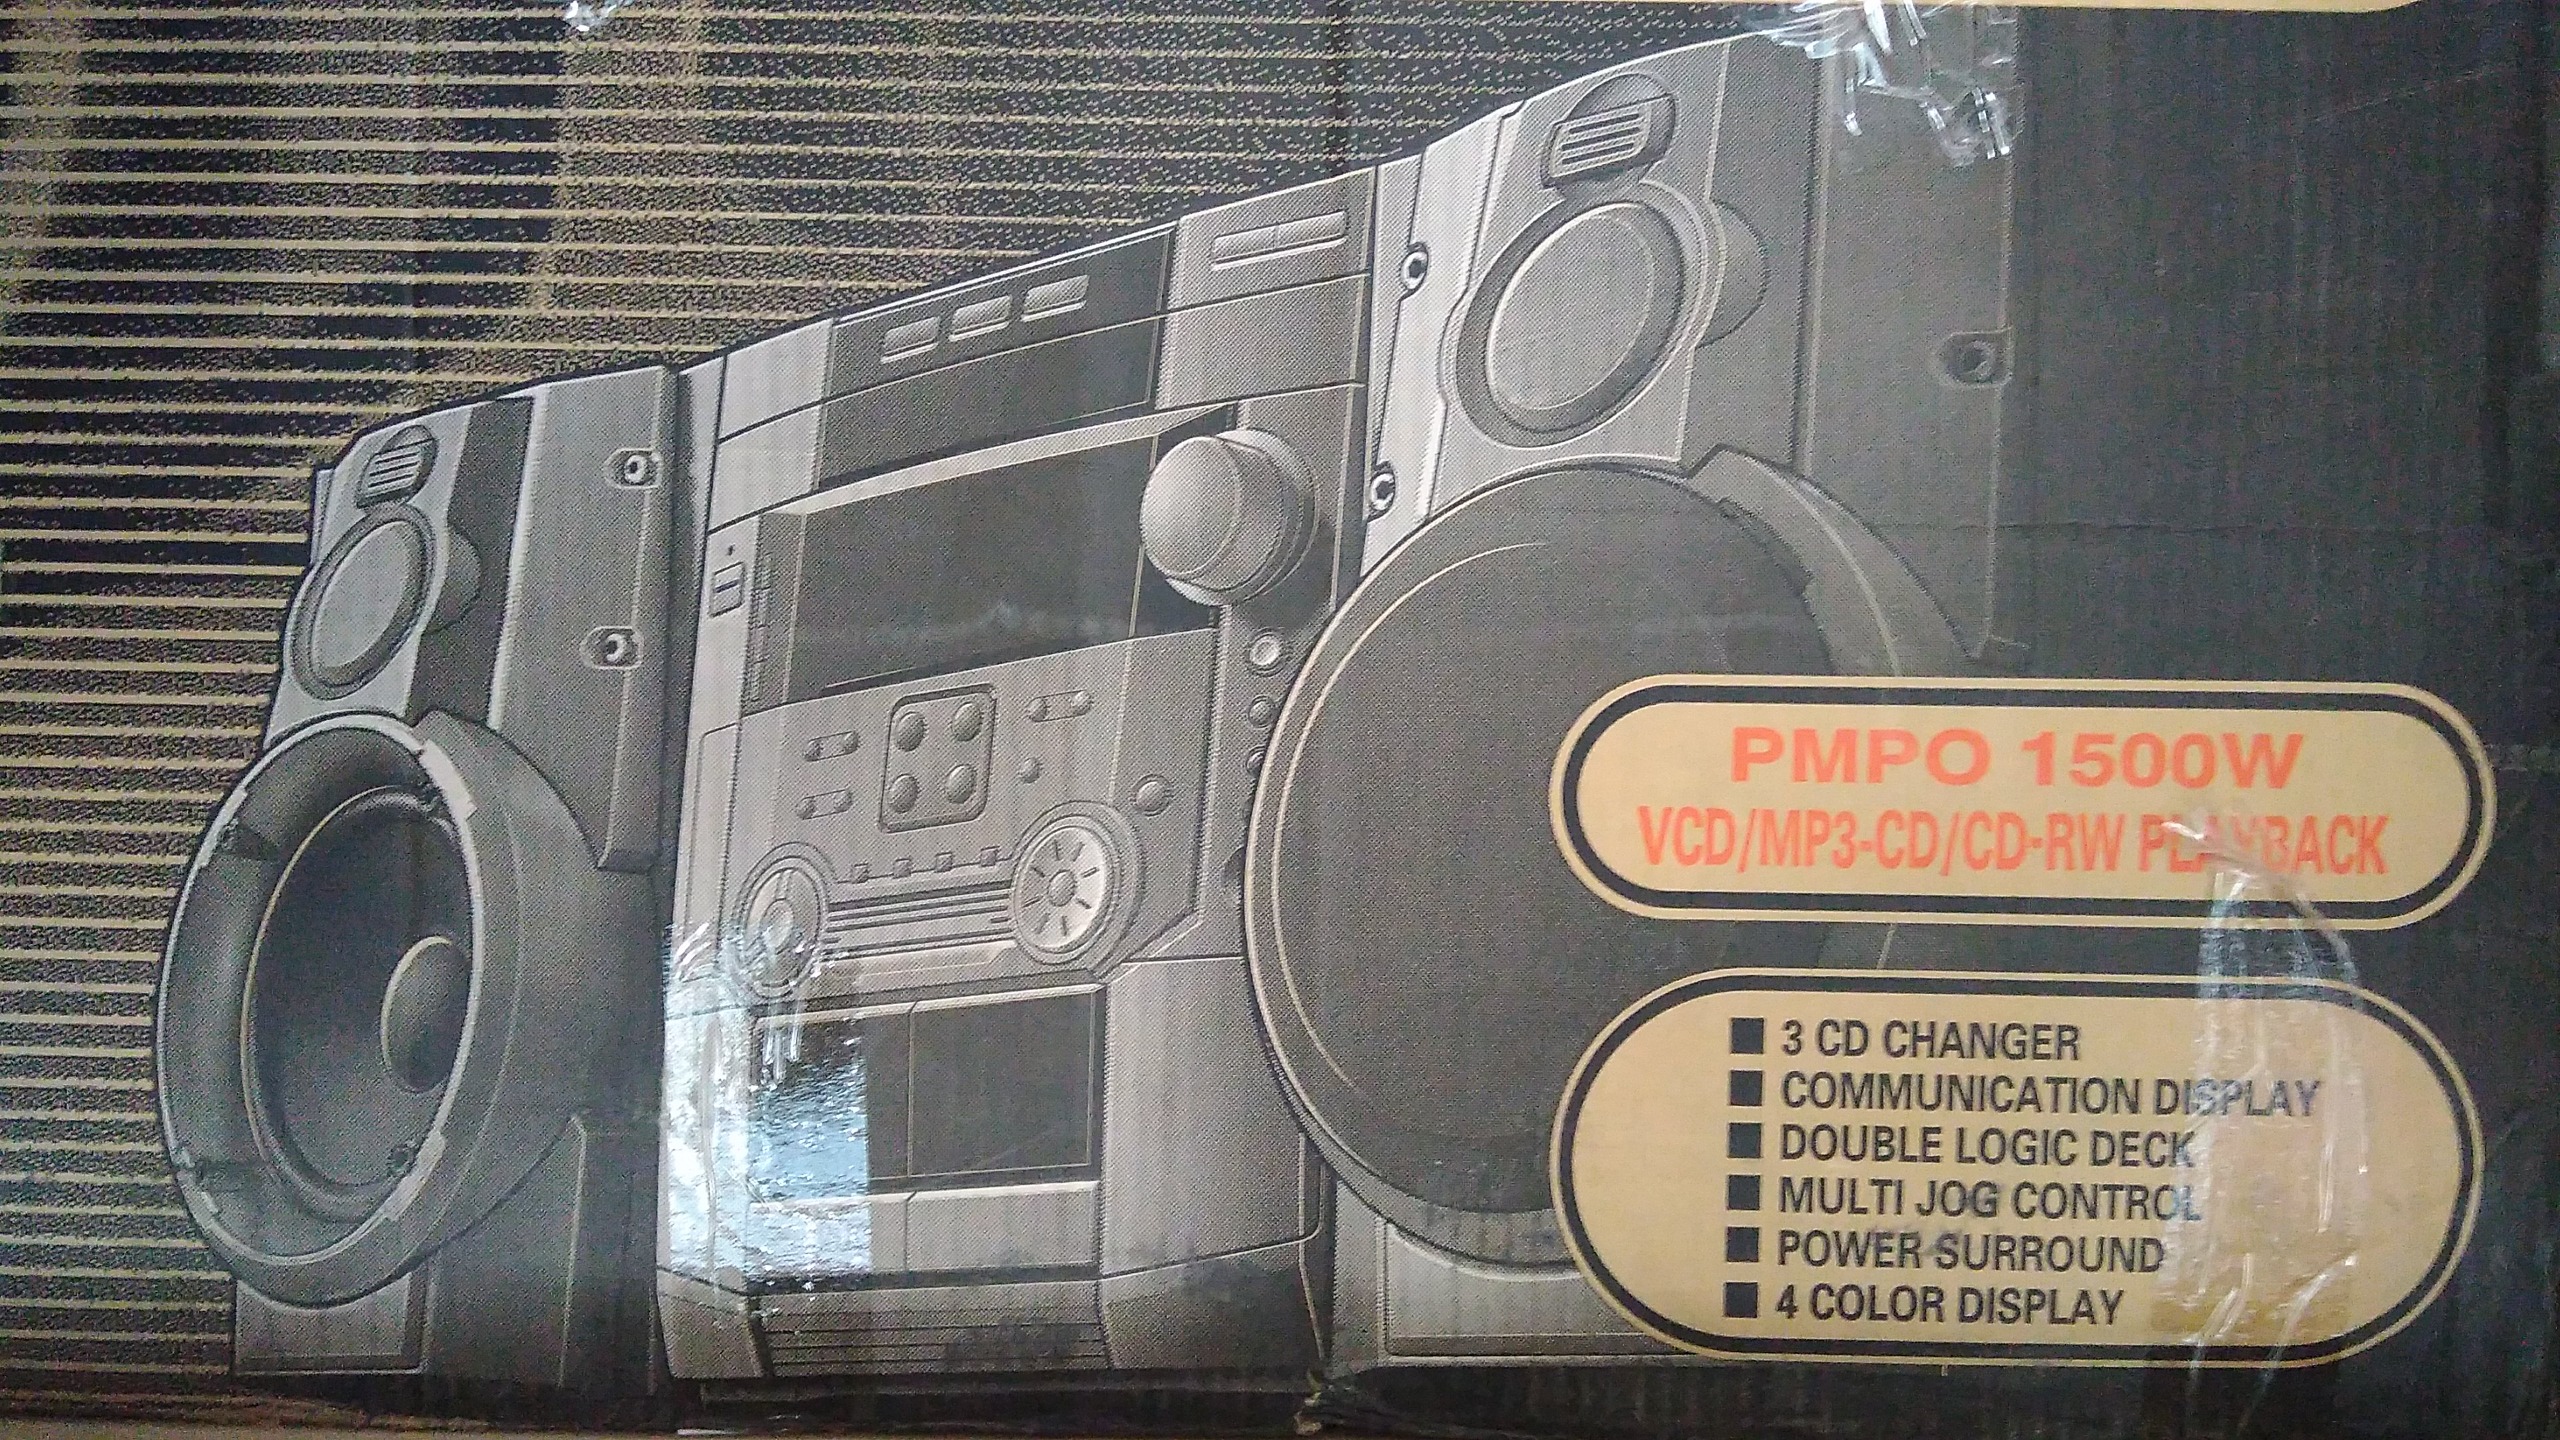 PMPO 1500W
VCD/MP3-CD/CD-RW PLAYBACK
■ 3 CD CHANGER
■ COMMUNICATION DISPLAY
■ DOUBLE LOGIC DECK
■ MULTI JOG CONTROL
■ POWER SURROUND
■ 4 COLOR DISPLAY